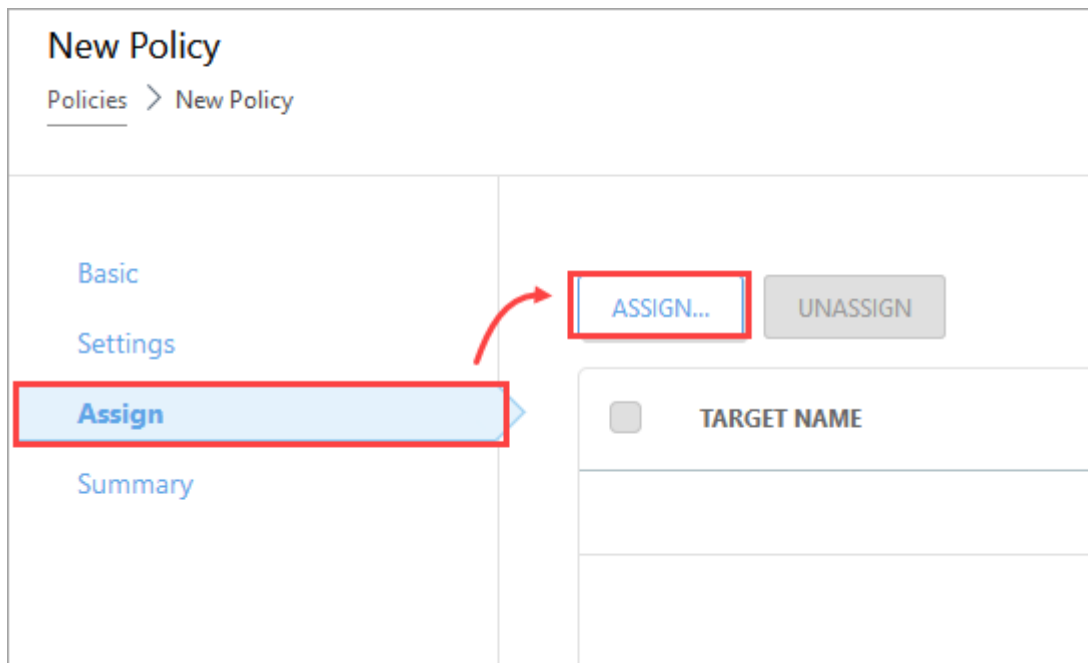 New Policy
Policies > New Policy
Basic
Settings
Assign
Summary
ASSIGN... UNASSIGN
TARGET NAME